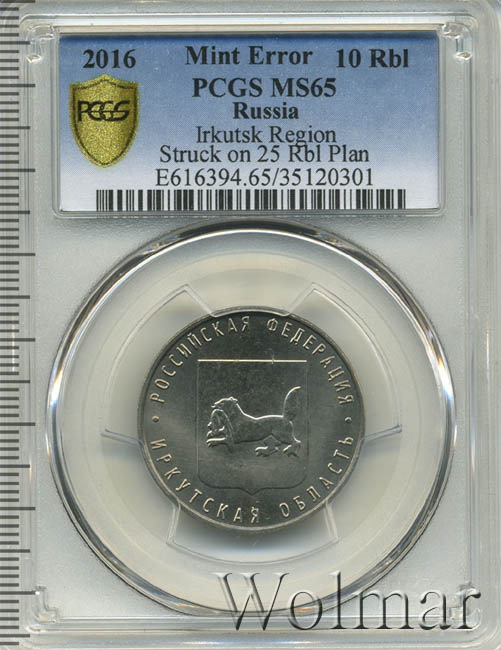 2016 Mint Error 10 Rbl
PCGS MS65
Russia
Irkutsk Region
Struck on 25 Rbl Plan
E616394.65/35120301
PCGS
РОССИЙСКАЯ ФЕДЕРАЦИЯ
ИРКУТСКАЯ ОБЛАСТЬ
Wolmar